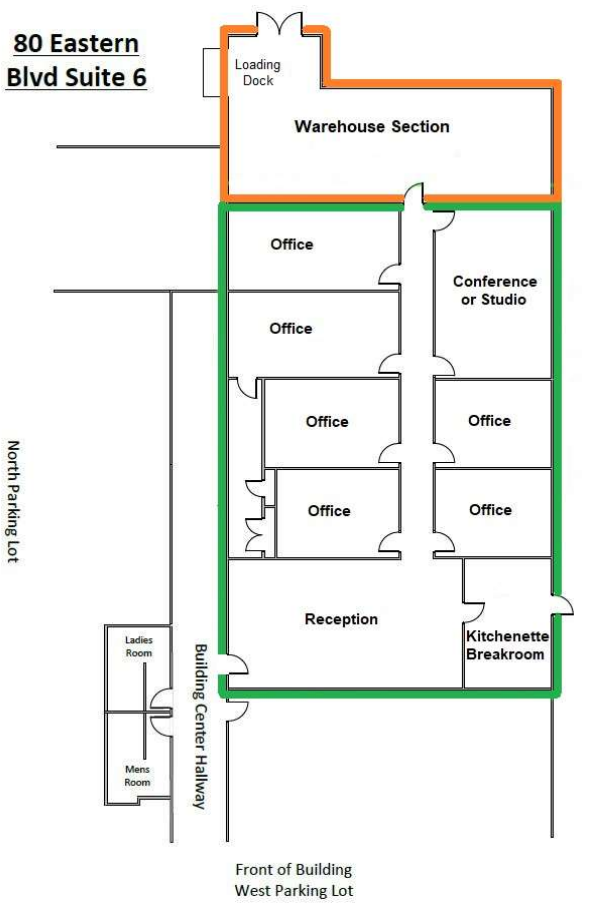 80 Eastern
Blvd Suite 6
Loading
Dock
Warehouse Section
Office
Conference
or Studio
Office
Office
Office
Office
Office
Reception
Kitchenette
Breakroom
North Parking Lot
Ladies
Room
Mens
Room
Building Center Hallway
Front of Building
West Parking Lot